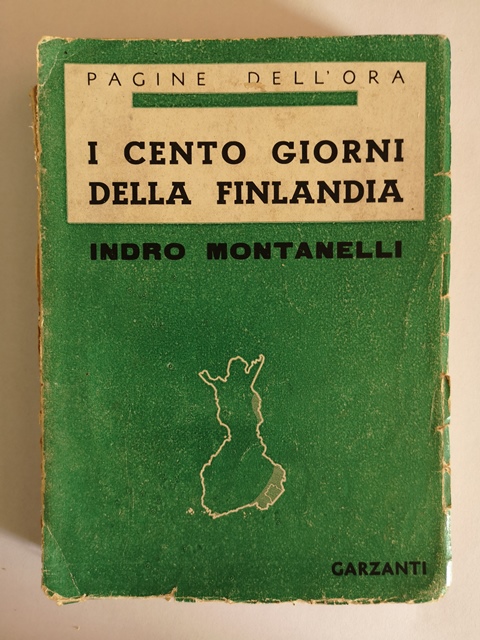 PAGINE DELL'ORA
I CENTO GIORNI
DELLA FINLANDIA
INDRO MONTANELLI
GARZANTI